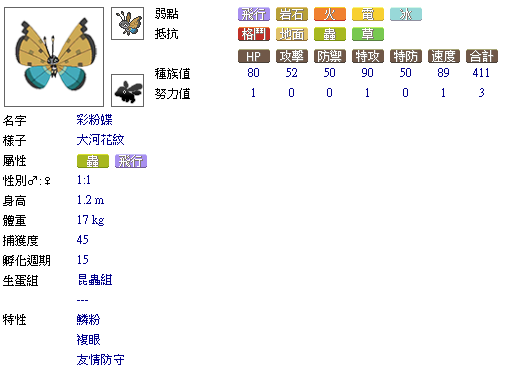 弱點 飛行 岩石 火 電 冰
抵抗 格鬥 地面 蟲 草
HP 攻擊 防禦 特攻 特防 速度 合計
種族值 80 52 50 90 50 89 411
努力值 1 0 0 1 0 1 3
名字 彩粉蝶
樣子 大河花紋
屬性 蟲 飛行
性別♂:♀ 1:1
身高 1.2 m
體重 17 kg
捕獲度 45
孵化週期 15
生蛋組 昆蟲組
---
特性 鱗粉
複眼
友情防守